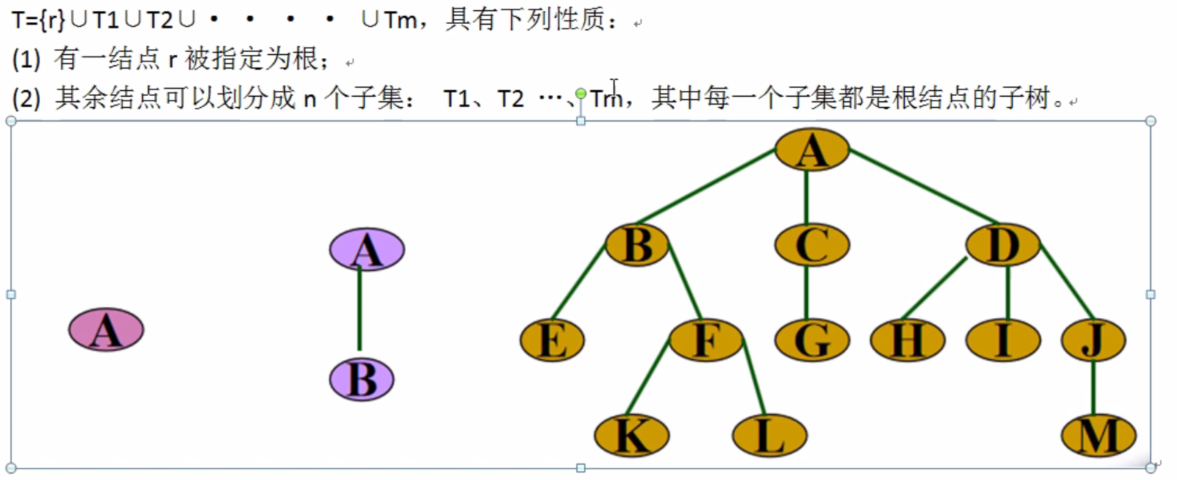 T={r}∪T1∪T2∪· · · · ∪Tm，具有下列性质：
(1) 有一结点 r 被指定为根；
(2) 其余结点可以划分成 n 个子集： T1、T2 …、Tm，其中每一个子集都是根结点的子树。
A
A
B
A
B C D
E F G H I J
K L M